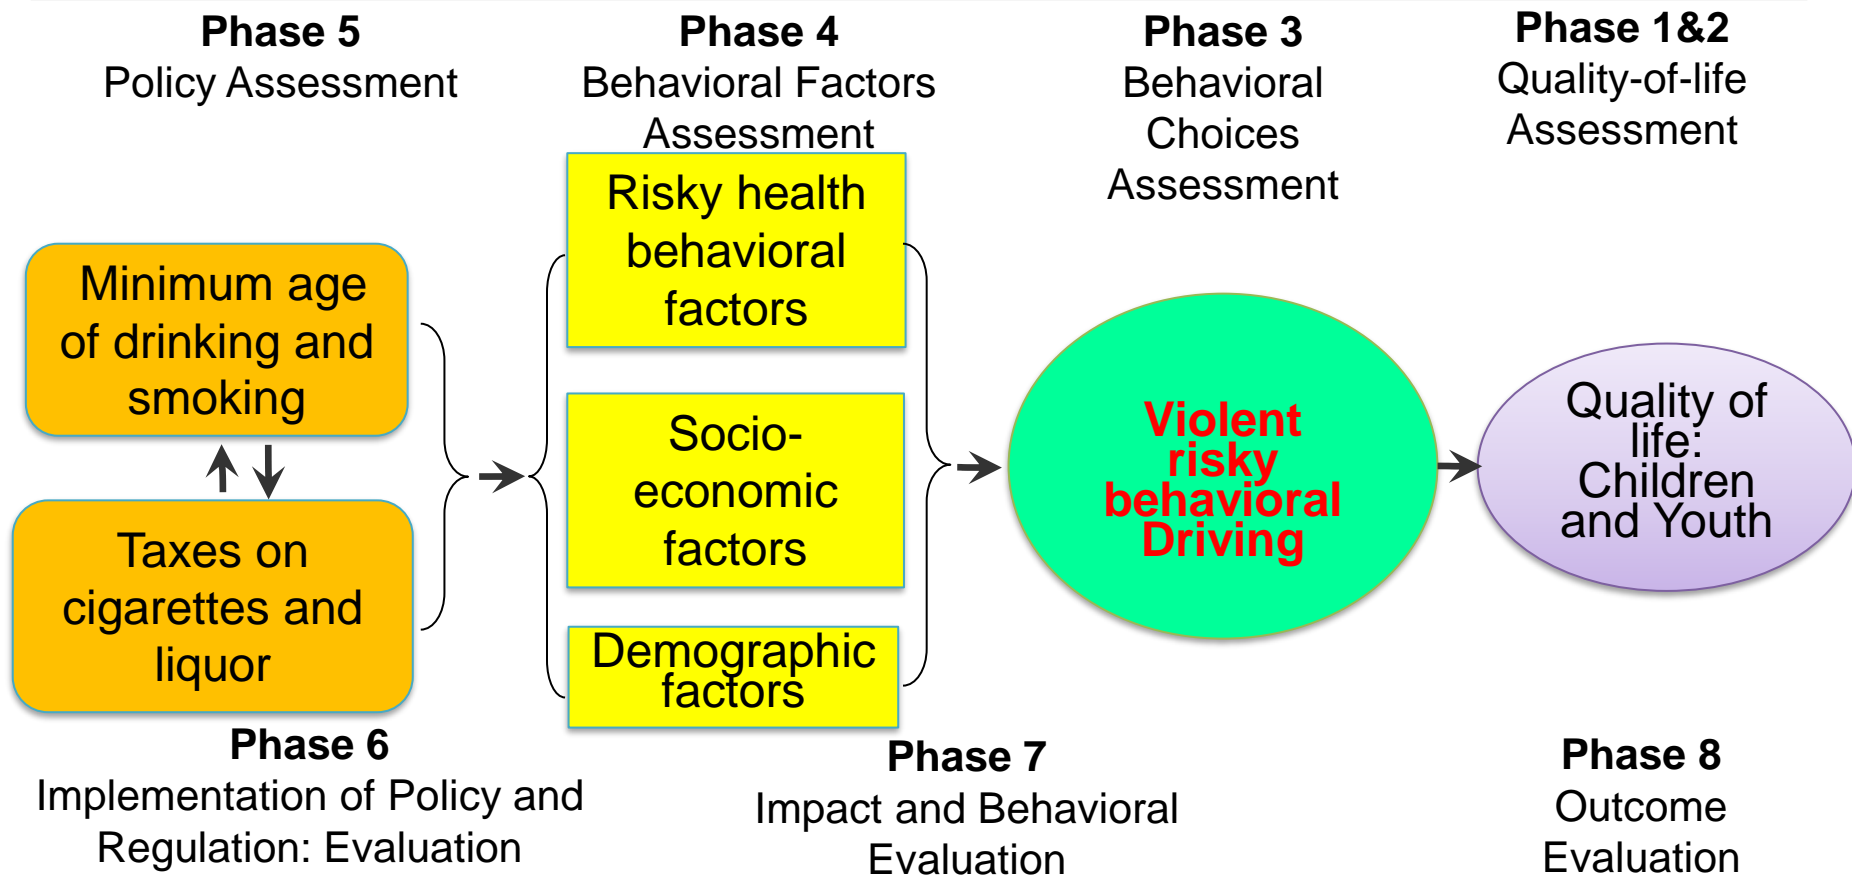 Phase 5
Policy Assessment
Phase 4
Behavioral Factors
Assessment
Phase 3
Behavioral
Choices
Assessment
Phase 1&2
Quality-of-life
Assessment
Minimum age
of drinking and
smoking
Taxes on
cigarettes and
liquor
Risky health
behavioral
factors
Socio-
economic
factors
Demographic
factors
Violent
risky
behavioral
Driving
Quality of
life:
Children
and Youth
Phase 6
Implementation of Policy and
Regulation: Evaluation
Phase 7
Impact and Behavioral
Evaluation
Phase 8
Outcome
Evaluation